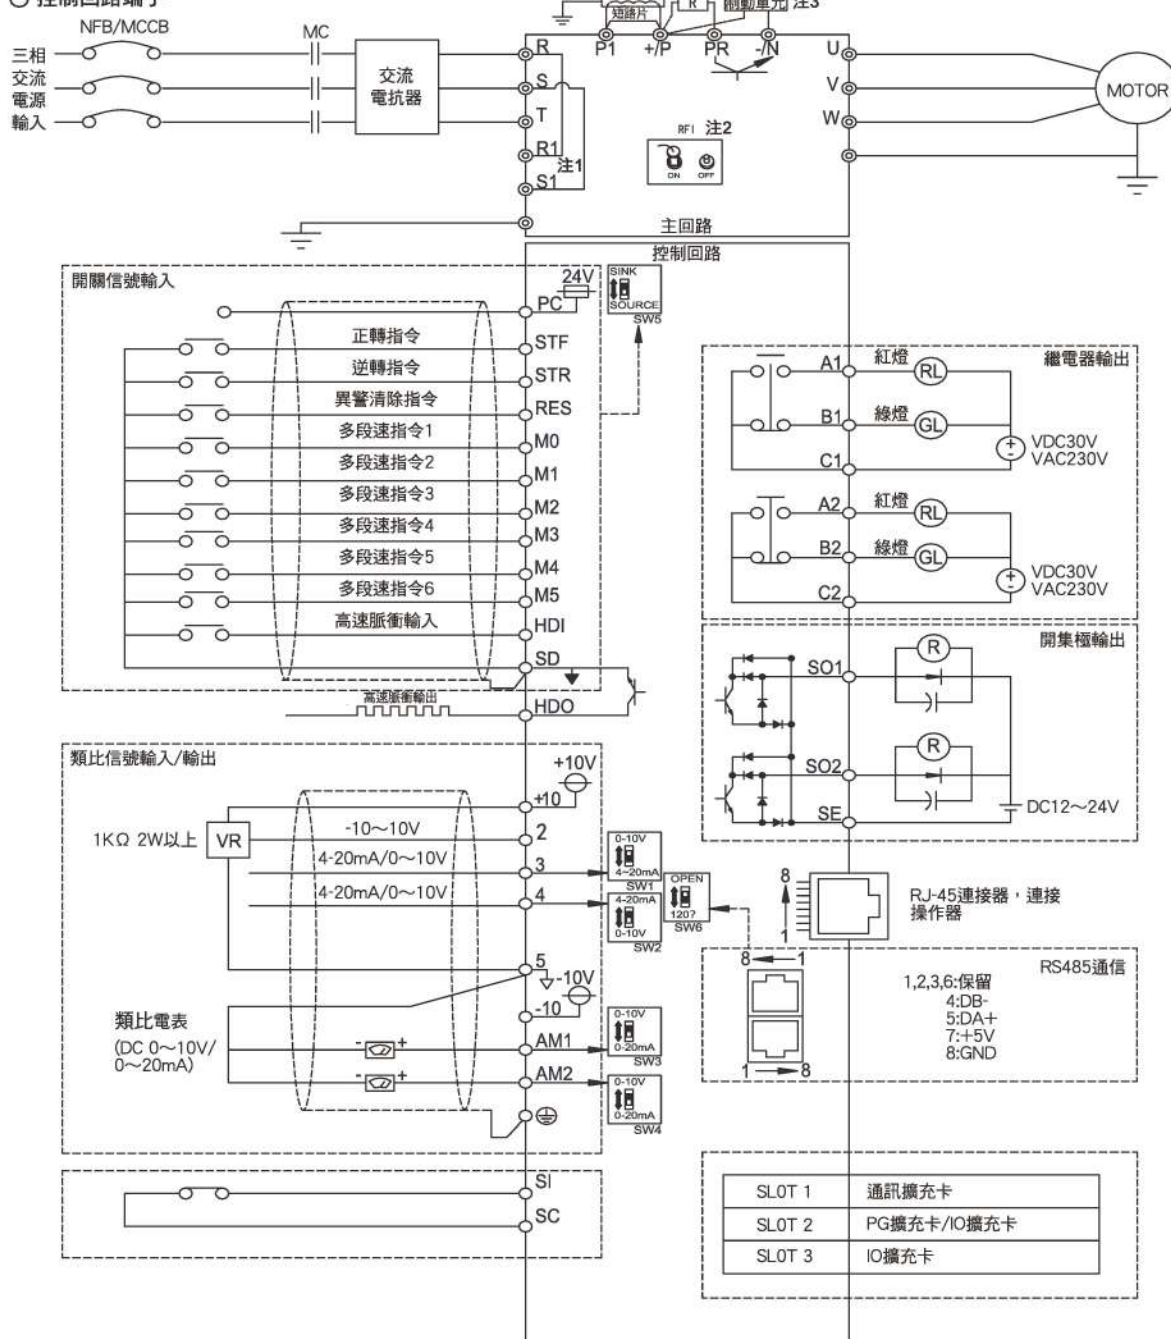 控制回路端子
NFB/MCCB
MC
三相
交流
電源
輸入
交流
電抗器
短路片
R
制動單元 注3
P1
+/P
PR
-/N
R
S
T
R1
S1
注1
RFI 注2
ON
OFF
U
V
W
MOTOR
主回路
控制回路
開關信號輸入
24V
PC
SINK
SOURCE
SW5
正轉指令
STF
逆轉指令
STR
異警清除指令
RES
多段速指令1
M0
多段速指令2
M1
多段速指令3
M2
多段速指令4
M3
多段速指令5
M4
多段速指令6
M5
高速脈衝輸入
HDI
SD
高速脈衝輸出
HDO
繼電器輸出
A1
紅燈
RL
B1
綠燈
GL
C1
+
-
VDC30V
VAC230V
A2
紅燈
RL
B2
綠燈
GL
C2
+
-
VDC30V
VAC230V
開集極輸出
R
SO1
R
SO2
SE
DC12～24V
類比信號輸入/輸出
+10V
+10
1KΩ 2W以上
VR
-10～10V
2
4-20mA/0～10V
3
4-20mA/0～10V
4
0-10V
4~20mA
SW1
4-20mA
0-10V
SW2
OPEN
120?
SW6
5
-10V
-10
類比電表
(DC 0～10V/
0～20mA)
- +
AM1
- +
AM2
0-10V
0-20mA
SW3
0-10V
0-20mA
SW4
8
1
RJ-45連接器，連接
操作器
8
1
RS485通信
1,2,3,6:保留
4:DB-
5:DA+
7:+5V
8:GND
1
8
SI
SC
SLOT 1
通訊擴充卡
SLOT 2
PG擴充卡/IO擴充卡
SLOT 3
IO擴充卡